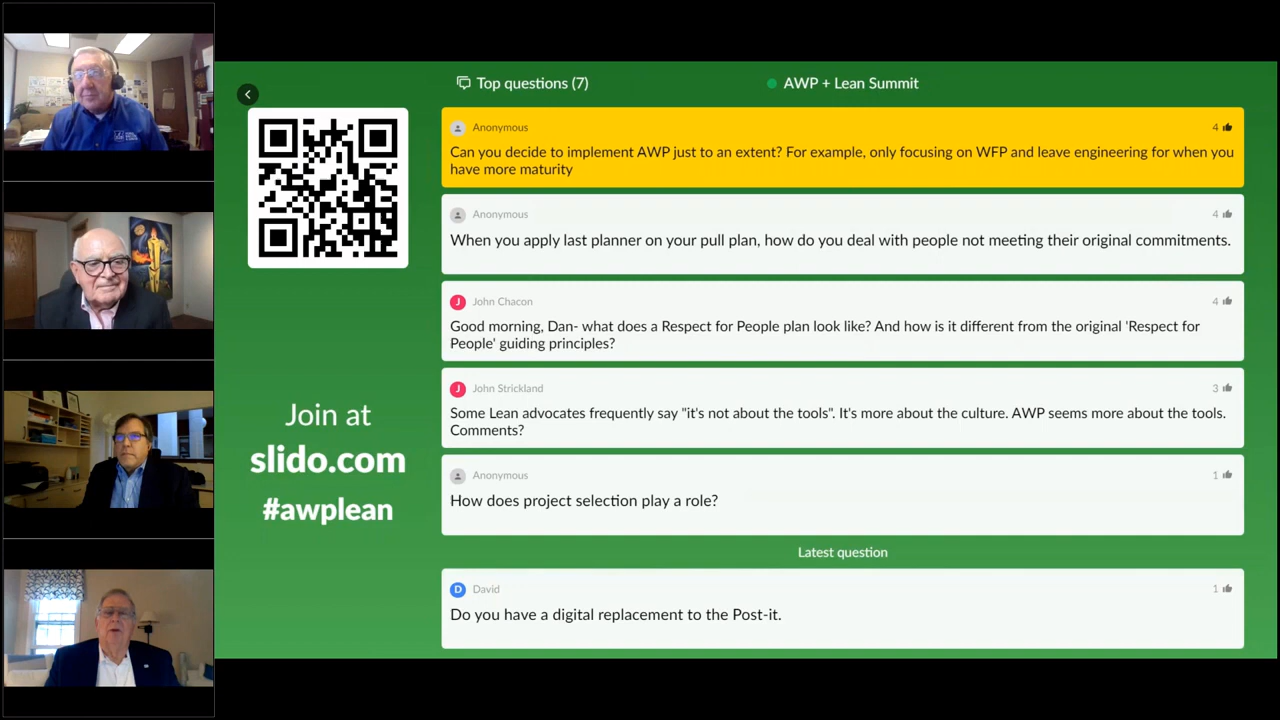 Top questions (7)
AWP + Lean Summit
Anonymous
4
Can you decide to implement AWP just to an extent? For example, only focusing on WFP and leave engineering for when you
have more maturity
Anonymous
4
When you apply last planner on your pull plan, how do you deal with people not meeting their original commitments.
J John Chacon
4
Good morning, Dan- what does a Respect for People plan look like? And how is it different from the original 'Respect for
People' guiding principles?
J John Strickland
3
Some Lean advocates frequently say "it's not about the tools". It's more about the culture. AWP seems more about the tools.
Comments?
Anonymous
1
How does project selection play a role?
Latest question
D David
1
Do you have a digital replacement to the Post-it.
Join at
slido.com
#awplean